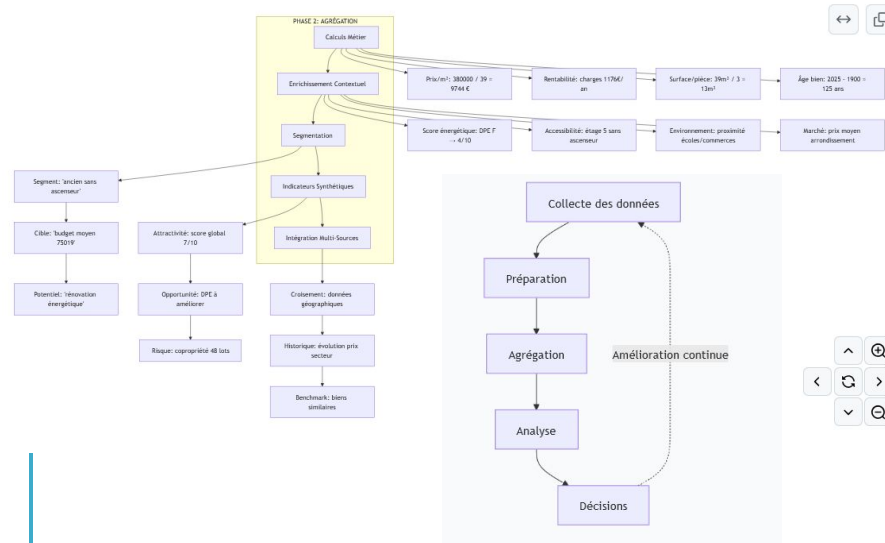 PHASE 2: AGRÉGATION
Calculs Métier
Enrichissement Contextuel
Prix/m²: 380000 / 39 =
9744 €
Rentabilité: charges 1176€/
an
Surface/pièce: 39m² / 3 =
13m²
Âge bien: 2025 - 1900 =
125 ans
Segmentation
Score énergétique: DPE F
→ 4/10
Accessibilité: étage 5 sans
ascenseur
Environnement: proximité
écoles/commerces
Marché: prix moyen
arrondissement
Segment: 'ancien sans
ascenseur'
Indicateurs Synthétiques
Cible: 'budget moyen
75019'
Attractivité: score global
7/10
Intégration Multi-Sources
Potentiel: 'rénovation
énergétique'
Opportunité: DPE à
améliorer
Croisement: données
géographiques
Risque: copropriété 48 lots
Historique: évolution prix
secteur
Benchmark: biens
similaires
Collecte des données
Préparation
Agrégation
Amélioration continue
Analyse
Décisions